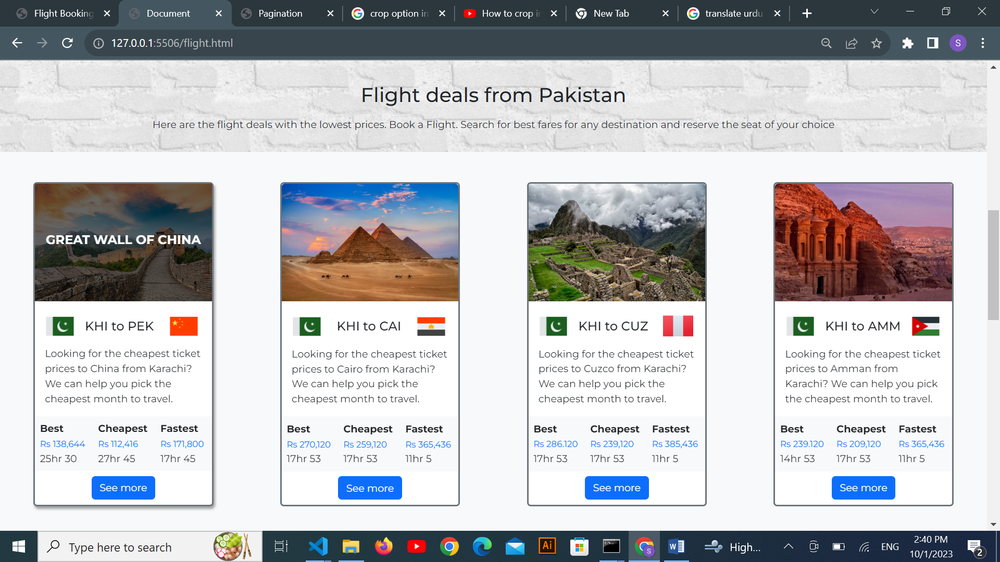 Flight Booking
Document
Pagination
crop option in
How to crop i
New Tab
translate urdu
127.0.0.1:5506/flight.html
S
Flight deals from Pakistan
Here are the flight deals with the lowest prices. Book a Flight. Search for best fares for any destination and reserve the seat of your choice
GREAT WALL OF CHINA
KHI to PEK
Looking for the cheapest ticket
prices to China from Karachi?
We can help you pick the
cheapest month to travel.
Best Cheapest Fastest
Rs 138,644 Rs 112,416 Rs 171,800
25hr 30 27hr 45 17hr 45
See more
KHI to CAI
Looking for the cheapest ticket
prices to Cairo from Karachi?
We can help you pick the
cheapest month to travel.
Best Cheapest Fastest
Rs 270,120 Rs 259,120 Rs 365,436
17hr 53 17hr 53 11hr 5
See more
KHI to CUZ
Looking for the cheapest ticket
prices to Cuzco from Karachi?
We can help you pick the
cheapest month to travel.
Best Cheapest Fastest
Rs 286.120 Rs 239,120 Rs 385,436
17hr 53 17hr 53 11hr 5
See more
KHI to AMM
Looking for the cheapest ticket
prices to Amman from
Karachi? We can help you pick
the cheapest month to travel.
Best Cheapest Fastest
Rs 239.120 Rs 209,120 Rs 365,436
14hr 53 17hr 53 11hr 5
See more
Type here to search
Ai
S
W
High...
ENG
2:40 PM
10/1/2023
2